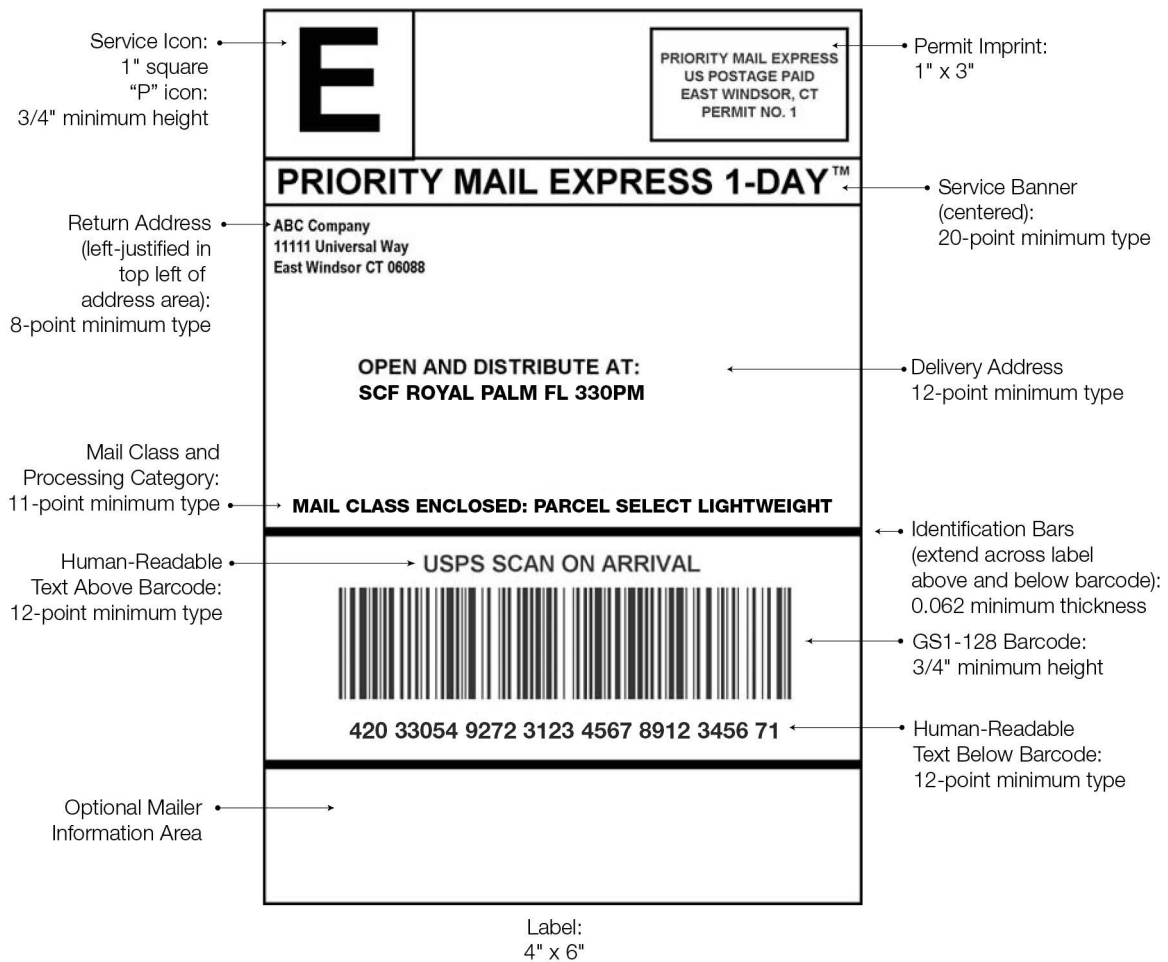 Service Icon:
1" square
“P” icon:
3/4" minimum height
E
PRIORITY MAIL EXPRESS
US POSTAGE PAID
EAST WINDSOR, CT
PERMIT NO. 1
Permit Imprint:
1" x 3"
PRIORITY MAIL EXPRESS 1-DAY™
Service Banner
(centered):
20-point minimum type
Return Address
(left-justified in
top left of
address area):
8-point minimum type
ABC Company
11111 Universal Way
East Windsor CT 06088
OPEN AND DISTRIBUTE AT:
SCF ROYAL PALM FL 330PM
Delivery Address
12-point minimum type
Mail Class and
Processing Category:
11-point minimum type
MAIL CLASS ENCLOSED: PARCEL SELECT LIGHTWEIGHT
Identification Bars
(extend across label
above and below barcode):
0.062 minimum thickness
Human-Readable
Text Above Barcode:
12-point minimum type
USPS SCAN ON ARRIVAL
GS1-128 Barcode:
3/4" minimum height
420 33054 9272 3123 4567 8912 3456 71
Human-Readable
Text Below Barcode:
12-point minimum type
Optional Mailer
Information Area
Label:
4" x 6"